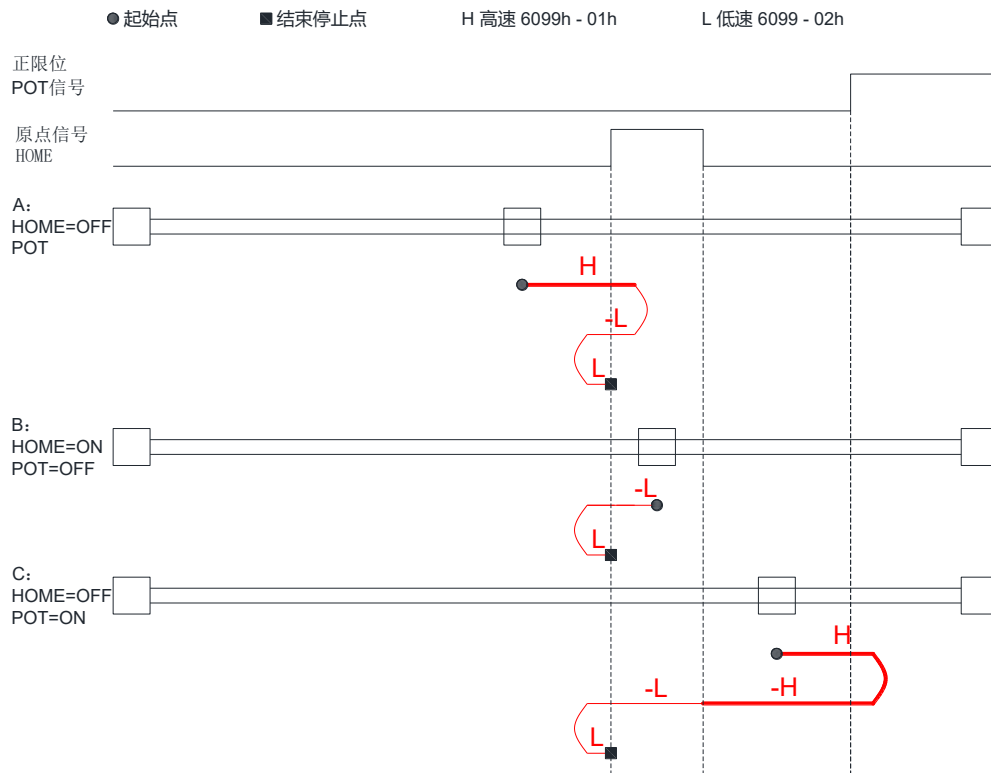 起始点 结束停止点 H 高速 6099h - 01h L 低速 6099 - 02h
正限位
POT信号
原点信号
HOME
A:
HOME=OFF
POT
H
-L
L
B:
HOME=ON
POT=OFF
-L
L
C:
HOME=OFF
POT=ON
H
-L -H
L